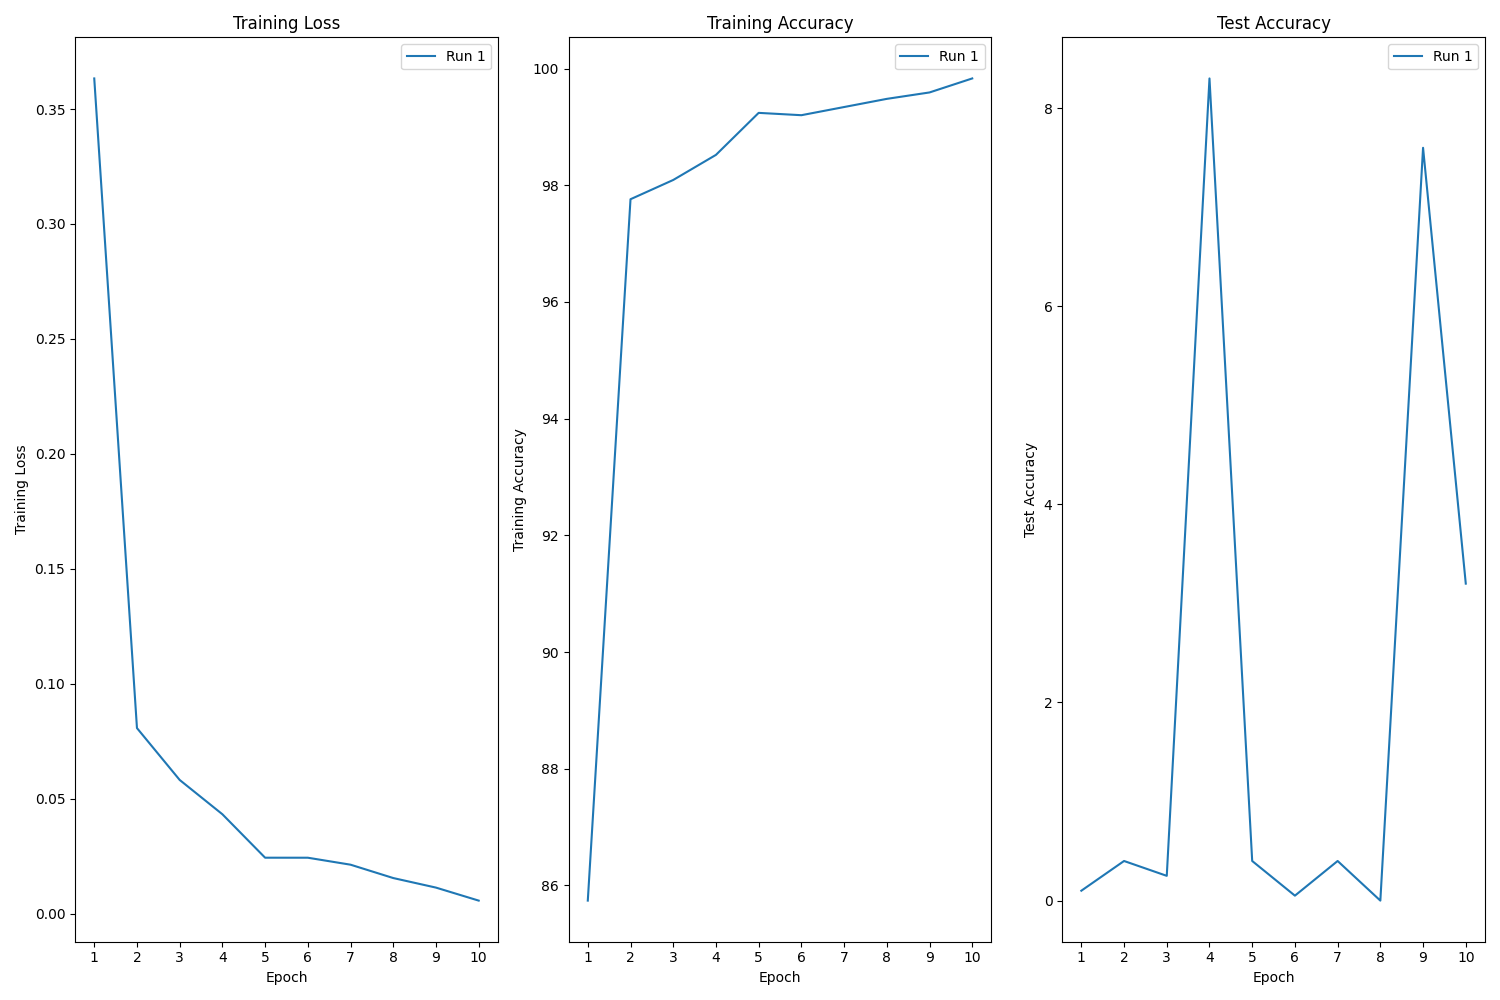 Training Loss
Run 1
0.35
0.30
0.25
0.20
0.15
0.10
0.05
0.00
Training Loss
1 2 3 4 5 6 7 8 9 10
Epoch
Training Accuracy
Run 1
100
98
96
94
92
90
88
86
Training Accuracy
1 2 3 4 5 6 7 8 9 10
Epoch
Test Accuracy
Run 1
8
6
4
2
0
Test Accuracy
1 2 3 4 5 6 7 8 9 10
Epoch